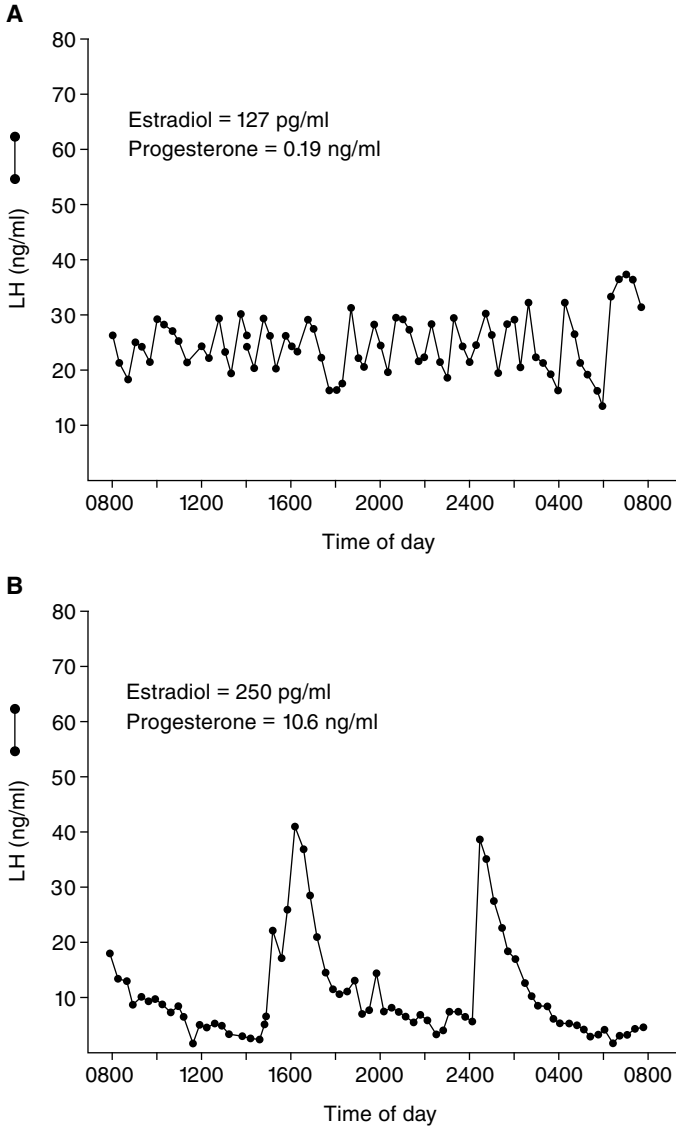 A
80
70
60
50
40
30
20
10
LH (ng/ml)
Estradiol = 127 pg/ml
Progesterone = 0.19 ng/ml
0800 1200 1600 2000 2400 0400 0800
Time of day
B
80
70
60
50
40
30
20
10
LH (ng/ml)
Estradiol = 250 pg/ml
Progesterone = 10.6 ng/ml
0800 1600 2000 2400 0400 0800
Time of day